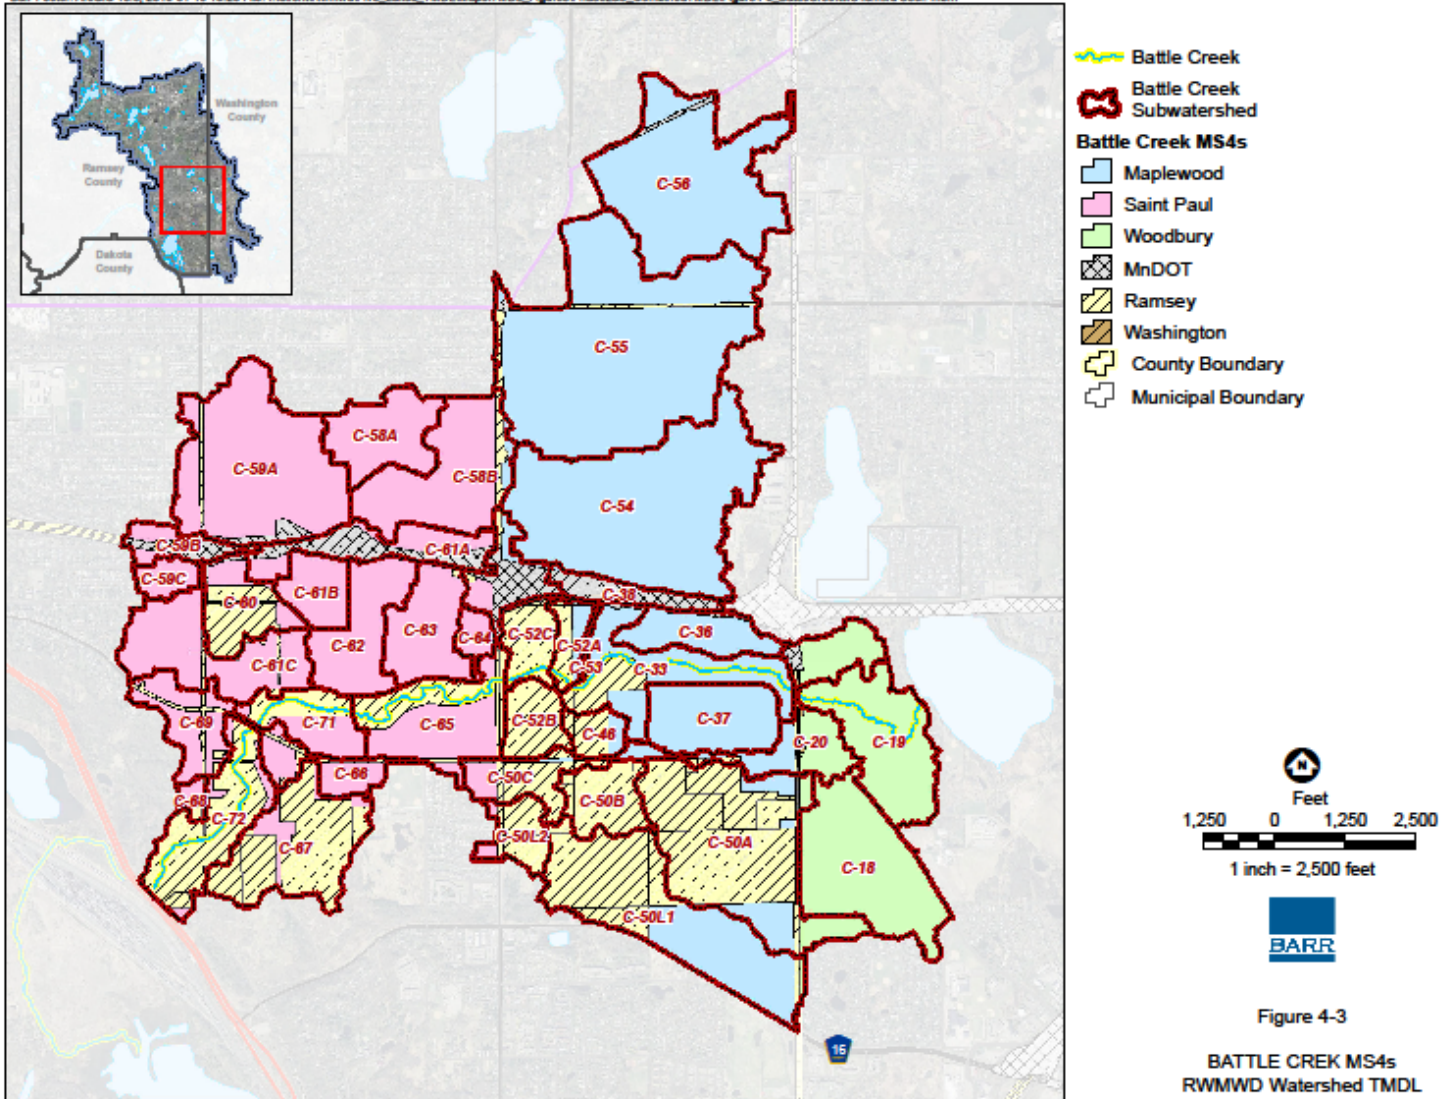 Washington
County
Ramsey
County
Dakota
County
C-56
C-55
C-58A
C-59A
C-58B
C-54
C-59B
C-61A
C-59C
C-61B
C-38
C-60
C-63
C-36
C-62
C-64
C-52C
C-52A
C-61C
C-53
C-33
C-69
C-71
C-65
C-52B
C-46
C-37
C-20
C-19
C-66
C-50C
C-68
C-50B
C-72
C-67
C-50L2
C-50A
C-18
C-50L1
16
Battle Creek
Battle Creek
Subwatershed
Battle Creek MS4s
Maplewood
Saint Paul
Woodbury
MnDOT
Ramsey
Washington
County Boundary
Municipal Boundary
N
Feet
1,250 0 1,250 2,500
1 inch = 2,500 feet
BARR
Figure 4-3
BATTLE CREK MS4s
RWMWD Watershed TMDL